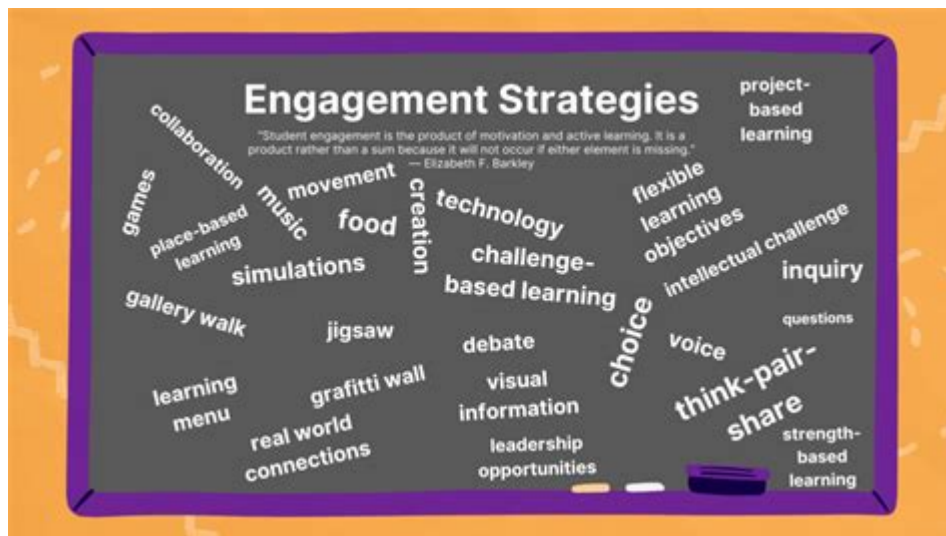 Engagement Strategies
"Student engagement is the product of motivation and active learning. It is a
product rather than a sum because it will not occur if either element is missing."
— Elizabeth F. Barkley
project-
based
learning
collaboration
games
place-based
learning
music
movement
food
creation
technology
simulations
challenge-
based learning
flexible
learning
objectives
intellectual challenge
inquiry
questions
gallery walk
jigsaw
debate
choice
voice
think-pair-
share
learning
menu
grafitti wall
visual
information
real world
connections
leadership
opportunities
strength-
based
learning